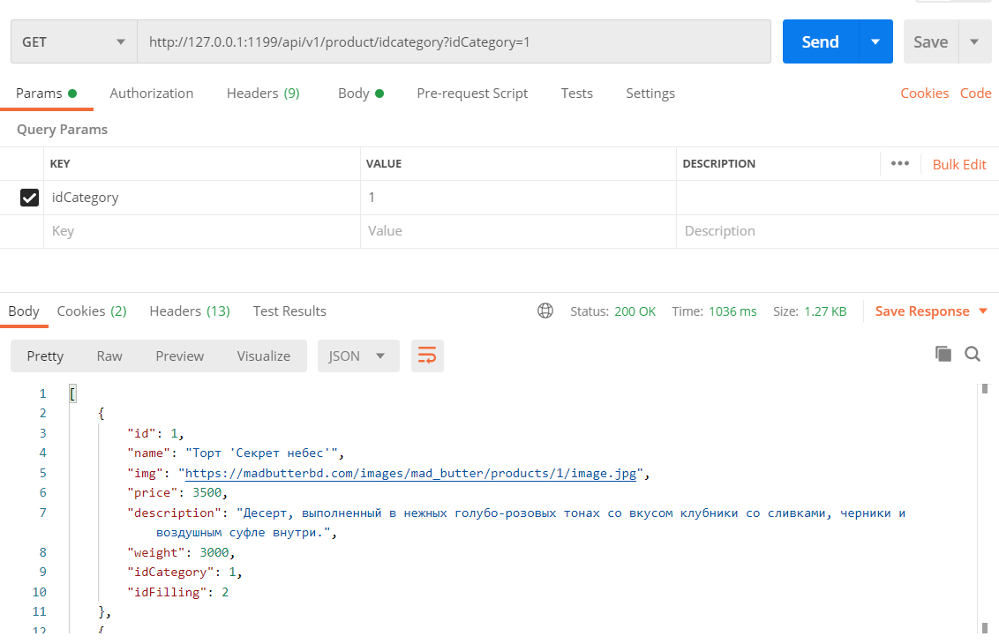 GET http://127.0.0.1:1199/api/v1/product/idcategory?idCategory=1 Send Save
Params Authorization Headers (9) Body Pre-request Script Tests Settings Cookies Code
Query Params
KEY VALUE DESCRIPTION ••• Bulk Edit
idCategory 1
Key Value Description
Body Cookies (2) Headers (13) Test Results Status: 200 OK Time: 1036 ms Size: 1.27 KB Save Response
Pretty Raw Preview Visualize JSON
1 [
2 {
3 "id": 1,
4 "name": "Торт 'Секрет небес'",
5 "img": "https://madbutterbd.com/images/mad_butter/products/1/image.jpg",
6 "price": 3500,
7 "description": "Десерт, выполненный в нежных голубо-розовых тонах со вкусом клубники со сливками, черники и
воздушным суфле внутри.",
8 "weight": 3000,
9 "idCategory": 1,
10 "idFilling": 2
11 },
12 {